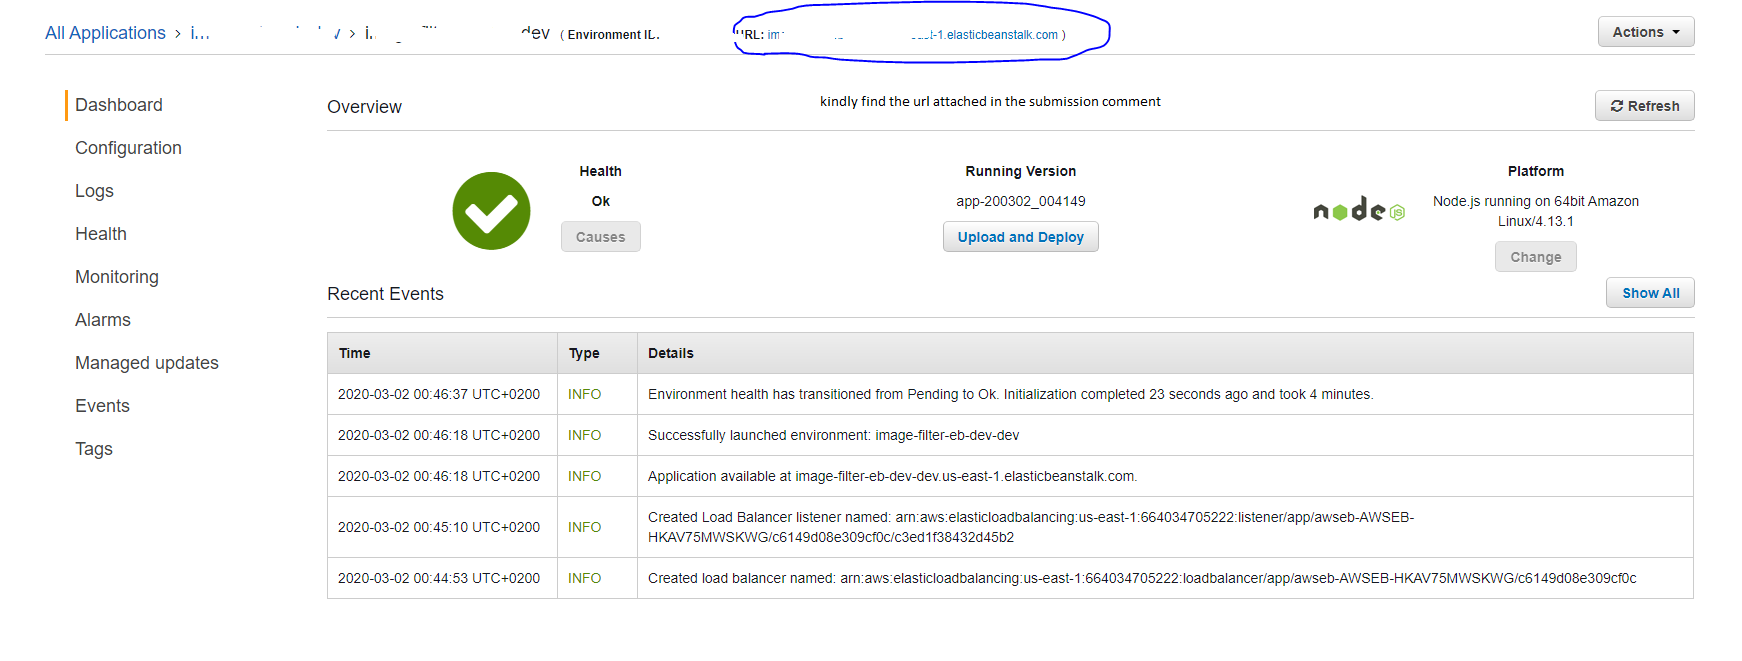 All Applications > i... > i. dev ( Environment ID. URL: im east-1.elasticbeanstalk.com )
Actions
Dashboard
Configuration
Logs
Health
Monitoring
Alarms
Managed updates
Events
Tags
Overview
kindly find the url attached in the submission comment
Refresh
Health
Ok
Causes
Running Version
app-200302_004149
Upload and Deploy
node JS
Platform
Node.js running on 64bit Amazon
Linux/4.13.1
Change
Recent Events
Show All
Time Type Details
2020-03-02 00:46:37 UTC+0200 INFO Environment health has transitioned from Pending to Ok. Initialization completed 23 seconds ago and took 4 minutes.
2020-03-02 00:46:18 UTC+0200 INFO Successfully launched environment: image-filter-eb-dev-dev
2020-03-02 00:46:18 UTC+0200 INFO Application available at image-filter-eb-dev-dev.us-east-1.elasticbeanstalk.com.
2020-03-02 00:45:10 UTC+0200 INFO Created Load Balancer listener named: arn:aws:elasticloadbalancing:us-east-1:664034705222:listener/app/awseb-AWSEB-
HKAV75MWSKWG/c6149d08e309cf0c/c3ed1f38432d45b2
2020-03-02 00:44:53 UTC+0200 INFO Created load balancer named: arn:aws:elasticloadbalancing:us-east-1:664034705222:loadbalancer/app/awseb-AWSEB-HKAV75MWSKWG/c6149d08e309cf0c